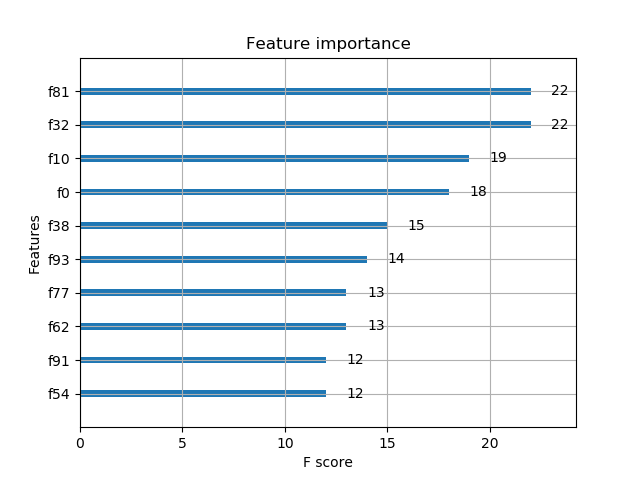 Feature importance
f81 22
f32 22
f10 19
f0 18
f38 15
f93 14
f77 13
f62 13
f91 12
f54 12
Features
0 5 10 15 20
F score